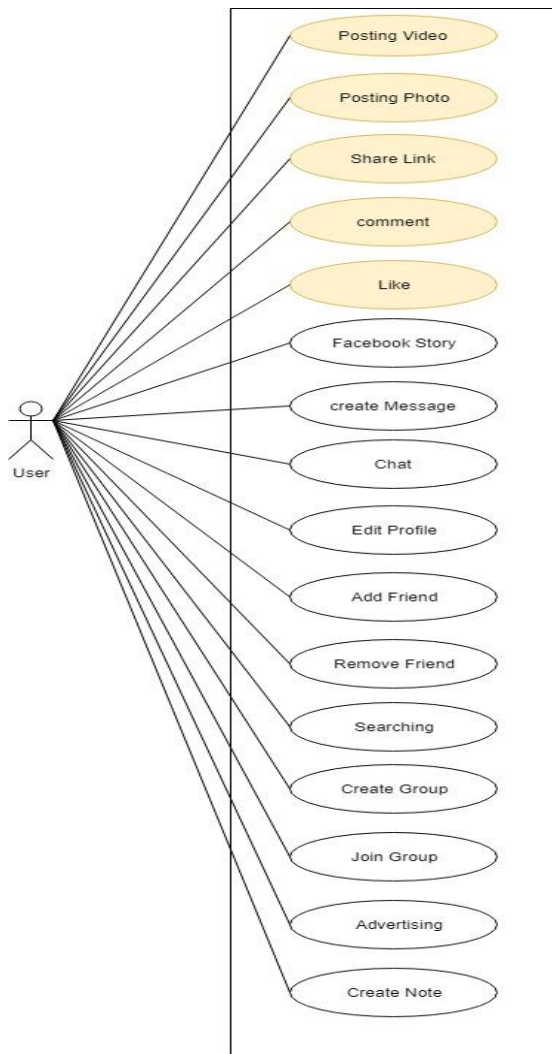 Posting Video
Posting Photo
Share Link
comment
Like
Facebook Story
create Message
User
Chat
Edit Profile
Add Friend
Remove Friend
Searching
Create Group
Join Group
Advertising
Create Note